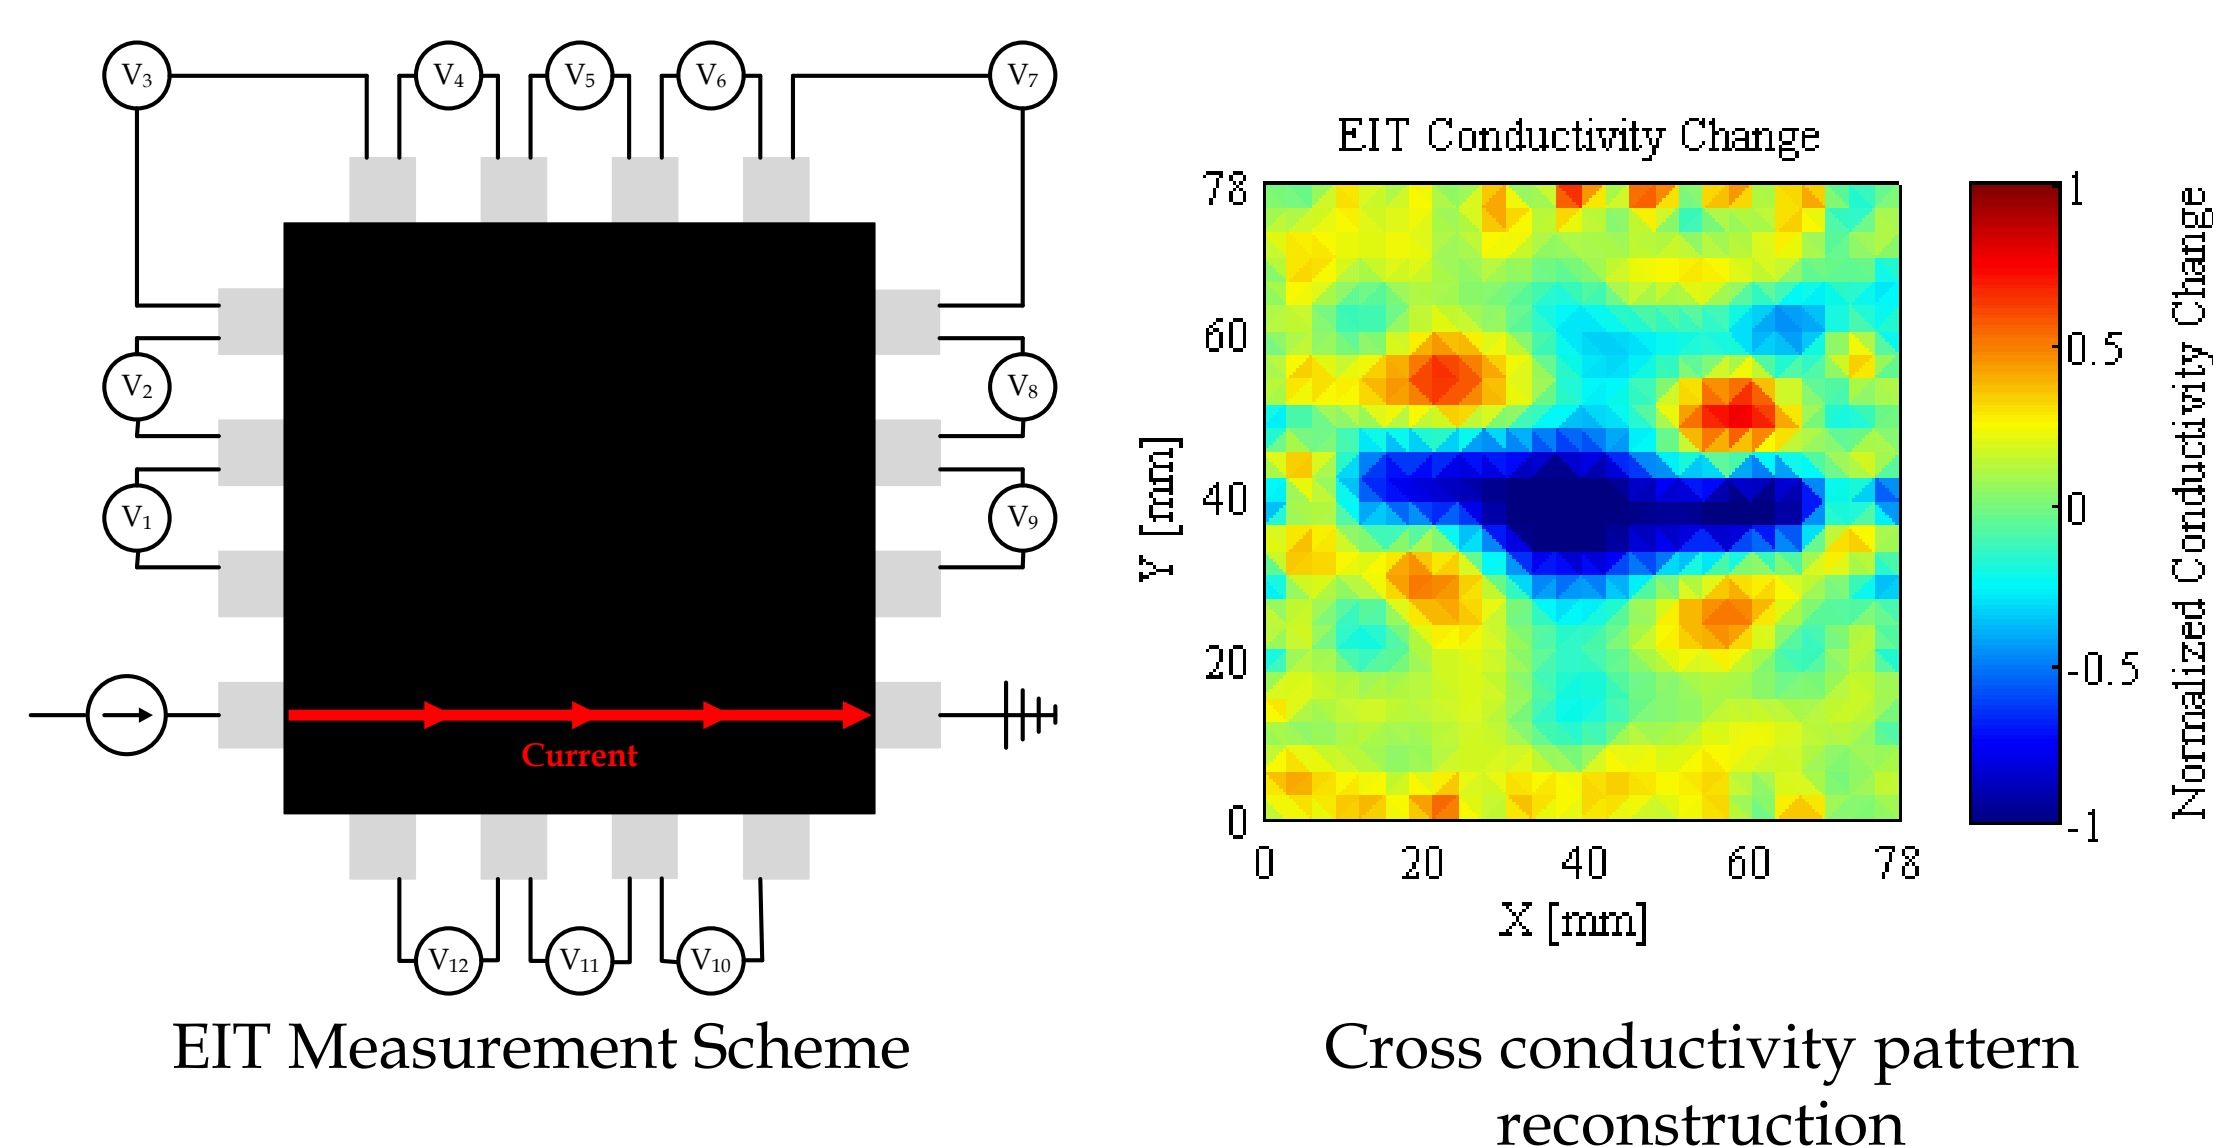 V3
V4
V5
V6
V7
V2
V8
V1
V9
Current
V12
V11
V10
EIT Measurement Scheme
EIT Conductivity Change
78
60
40
20
0
Y [mm]
0 20 40 60 78
X [mm]
1
0.5
0
-0.5
-1
Normalized Conductivity Change
Cross conductivity pattern
reconstruction